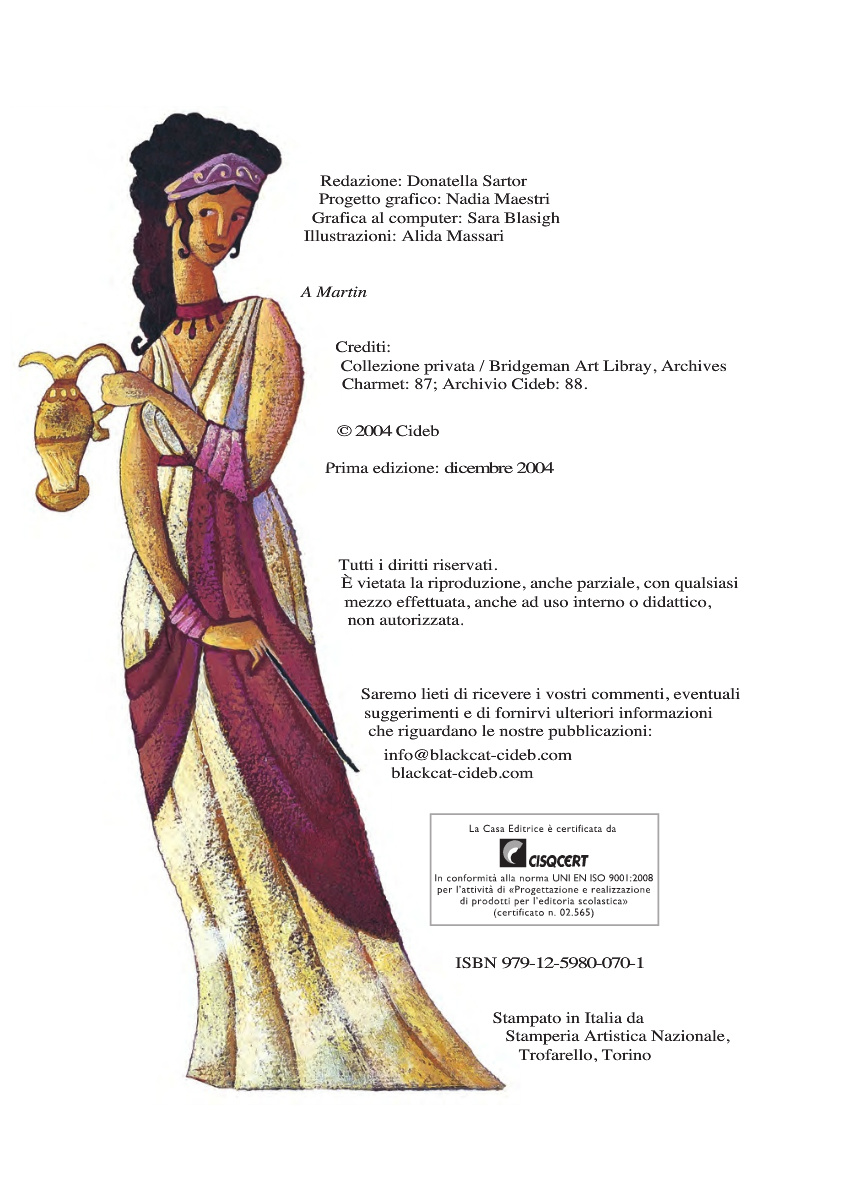 Redazione: Donatella Sartor
Progetto grafico: Nadia Maestri
Grafica al computer: Sara Blasigh
Illustrazioni: Alida Massari
A Martin
Crediti:
Collezione privata / Bridgeman Art Libray, Archives
Charmet: 87; Archivio Cideb: 88.
© 2004 Cideb
Prima edizione: dicembre 2004
Tutti i diritti riservati.
È vietata la riproduzione, anche parziale, con qualsiasi
mezzo effettuata, anche ad uso interno o didattico,
non autorizzata.
Saremo lieti di ricevere i vostri commenti, eventuali
suggerimenti e di fornirvi ulteriori informazioni
che riguardano le nostre pubblicazioni:
info@blackcat-cideb.com
blackcat-cideb.com
La Casa Editrice è certificata da
CISQCERT
In conformità alla norma UNI EN ISO 9001:2008
per l'attività di «Progettazione e realizzazione
di prodotti per l'editoria scolastica»
(certificato n. 02.565)
ISBN 979-12-5980-070-1
Stampato in Italia da
Stamperia Artistica Nazionale,
Trofarello, Torino